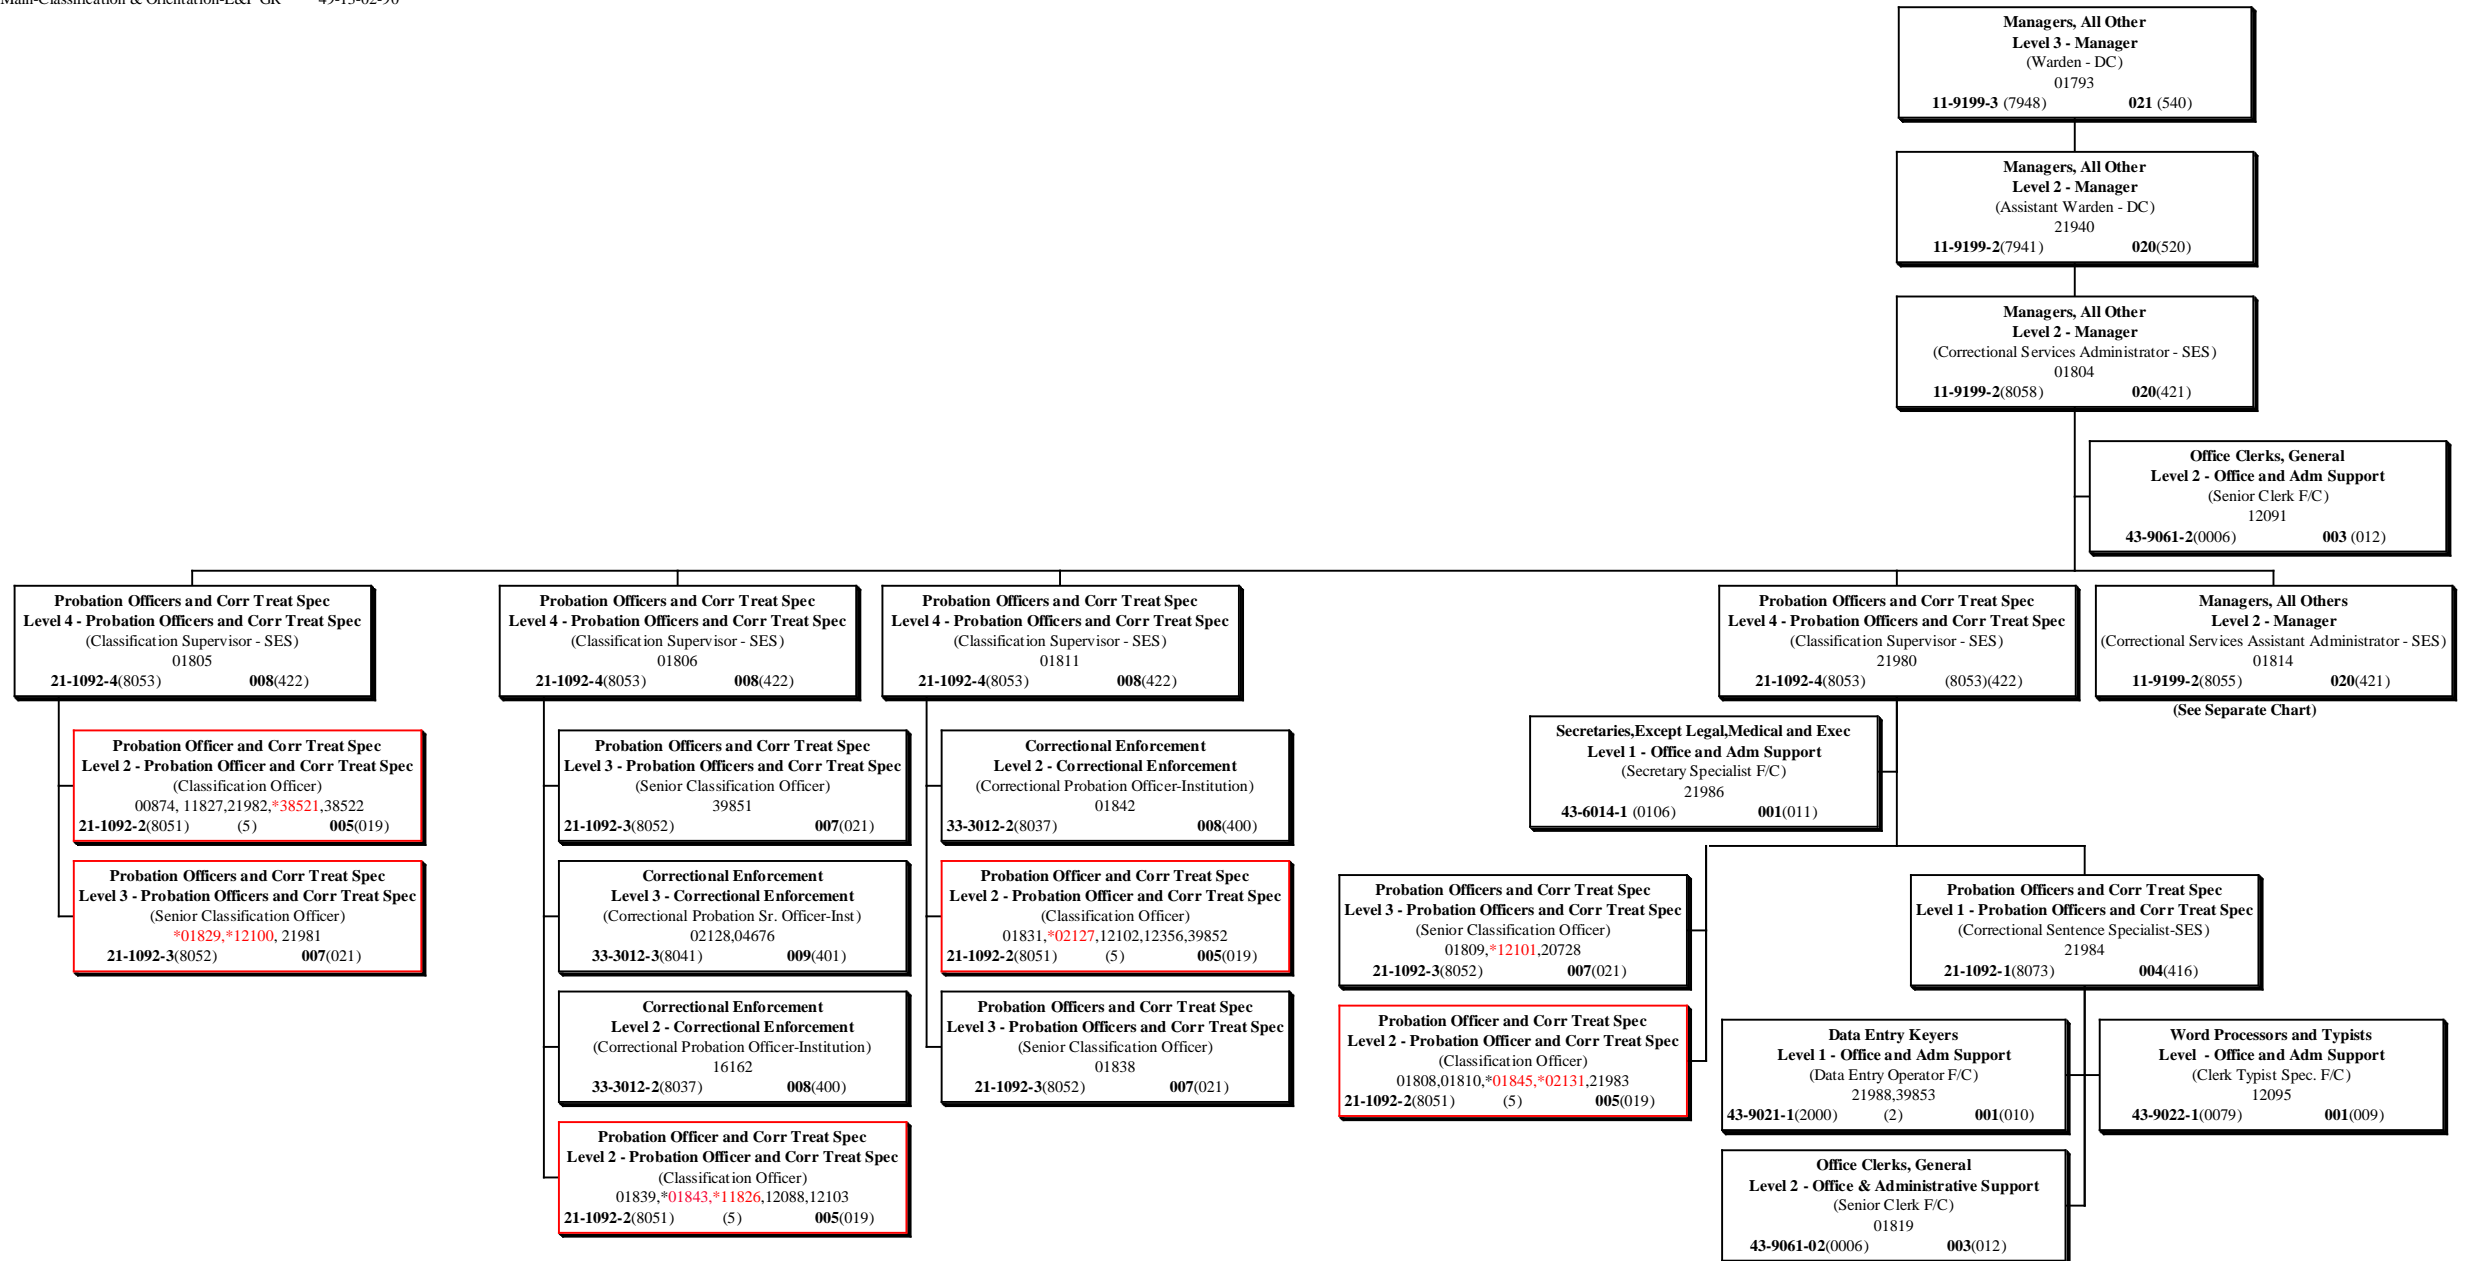 Main-Classification & Orientation-E&P GR 49-13-02-90
Managers, All Other
Level 3 - Manager
(Warden - DC)
01793
11-9199-3 (7948) 021 (540)
Managers, All Other
Level 2 - Manager
(Assistant Warden - DC)
21940
11-9199-2(7941) 020(520)
Managers, All Other
Level 2 - Manager
(Correctional Services Administrator - SES)
01804
11-9199-2(8058) 020(421)
Office Clerks, General
Level 2 - Office and Adm Support
(Senior Clerk F/C)
12091
43-9061-2(0006) 003 (012)
Probation Officers and Corr Treat Spec
Level 4 - Probation Officers and Corr Treat Spec
(Classification Supervisor - SES)
01805
21-1092-4(8053) 008(422)
Probation Officer and Corr Treat Spec
Level 2 - Probation Officer and Corr Treat Spec
(Classification Officer)
00874, 11827,21982,*38521,38522
21-1092-2(8051) (5) 005(019)
Probation Officers and Corr Treat Spec
Level 3 - Probation Officers and Corr Treat Spec
(Senior Classification Officer)
*01829,*12100, 21981
21-1092-3(8052) 007(021)
Probation Officers and Corr Treat Spec
Level 4 - Probation Officers and Corr Treat Spec
(Classification Supervisor - SES)
01806
21-1092-4(8053) 008(422)
Probation Officers and Corr Treat Spec
Level 3 - Probation Officers and Corr Treat Spec
(Senior Classification Officer)
39851
21-1092-3(8052) 007(021)
Correctional Enforcement
Level 3 - Correctional Enforcement
(Correctional Probation Sr. Officer-Inst)
02128,04676
33-3012-3(8041) 009(401)
Correctional Enforcement
Level 2 - Correctional Enforcement
(Correctional Probation Officer-Institution)
16162
33-3012-2(8037) 008(400)
Probation Officer and Corr Treat Spec
Level 2 - Probation Officer and Corr Treat Spec
(Classification Officer)
01839,*01843,*11826,12088,12103
21-1092-2(8051) (5) 005(019)
Probation Officers and Corr Treat Spec
Level 4 - Probation Officers and Corr Treat Spec
(Classification Supervisor - SES)
01811
21-1092-4(8053) 008(422)
Correctional Enforcement
Level 2 - Correctional Enforcement
(Correctional Probation Officer-Institution)
01842
33-3012-2(8037) 008(400)
Probation Officer and Corr Treat Spec
Level 2 - Probation Officer and Corr Treat Spec
(Classification Officer)
01831,*02127,12102,12356,39852
21-1092-2(8051) (5) 005(019)
Probation Officers and Corr Treat Spec
Level 3 - Probation Officers and Corr Treat Spec
(Senior Classification Officer)
01838
21-1092-3(8052) 007(021)
Probation Officers and Corr Treat Spec
Level 4 - Probation Officers and Corr Treat Spec
(Classification Supervisor - SES)
21980
21-1092-4(8053) (8053)(422)
Secretaries,Except Legal,Medical and Exec
Level 1 - Office and Adm Support
(Secretary Specialist F/C)
21986
43-6014-1 (0106) 001(011)
Probation Officers and Corr Treat Spec
Level 3 - Probation Officers and Corr Treat Spec
(Senior Classification Officer)
01809,*12101,20728
21-1092-3(8052) 007(021)
Probation Officer and Corr Treat Spec
Level 2 - Probation Officer and Corr Treat Spec
(Classification Officer)
01808,01810,*01845,*02131,21983
21-1092-2(8051) (5) 005(019)
Probation Officers and Corr Treat Spec
Level 1 - Probation Officers and Corr Treat Spec
(Correctional Sentence Specialist-SES)
21984
21-1092-1(8073) 004(416)
Data Entry Keyers
Level 1 - Office and Adm Support
(Data Entry Operator F/C)
21988,39853
43-9021-1(2000) (2) 001(010)
Word Processors and Typists
Level - Office and Adm Support
(Clerk Typist Spec. F/C)
12095
43-9022-1(0079) 001(009)
Office Clerks, General
Level 2 - Office & Administrative Support
(Senior Clerk F/C)
01819
43-9061-02(0006) 003(012)
Managers, All Others
Level 2 - Manager
(Correctional Services Assistant Administrator - SES)
01814
11-9199-2(8055) 020(421)
(See Separate Chart)